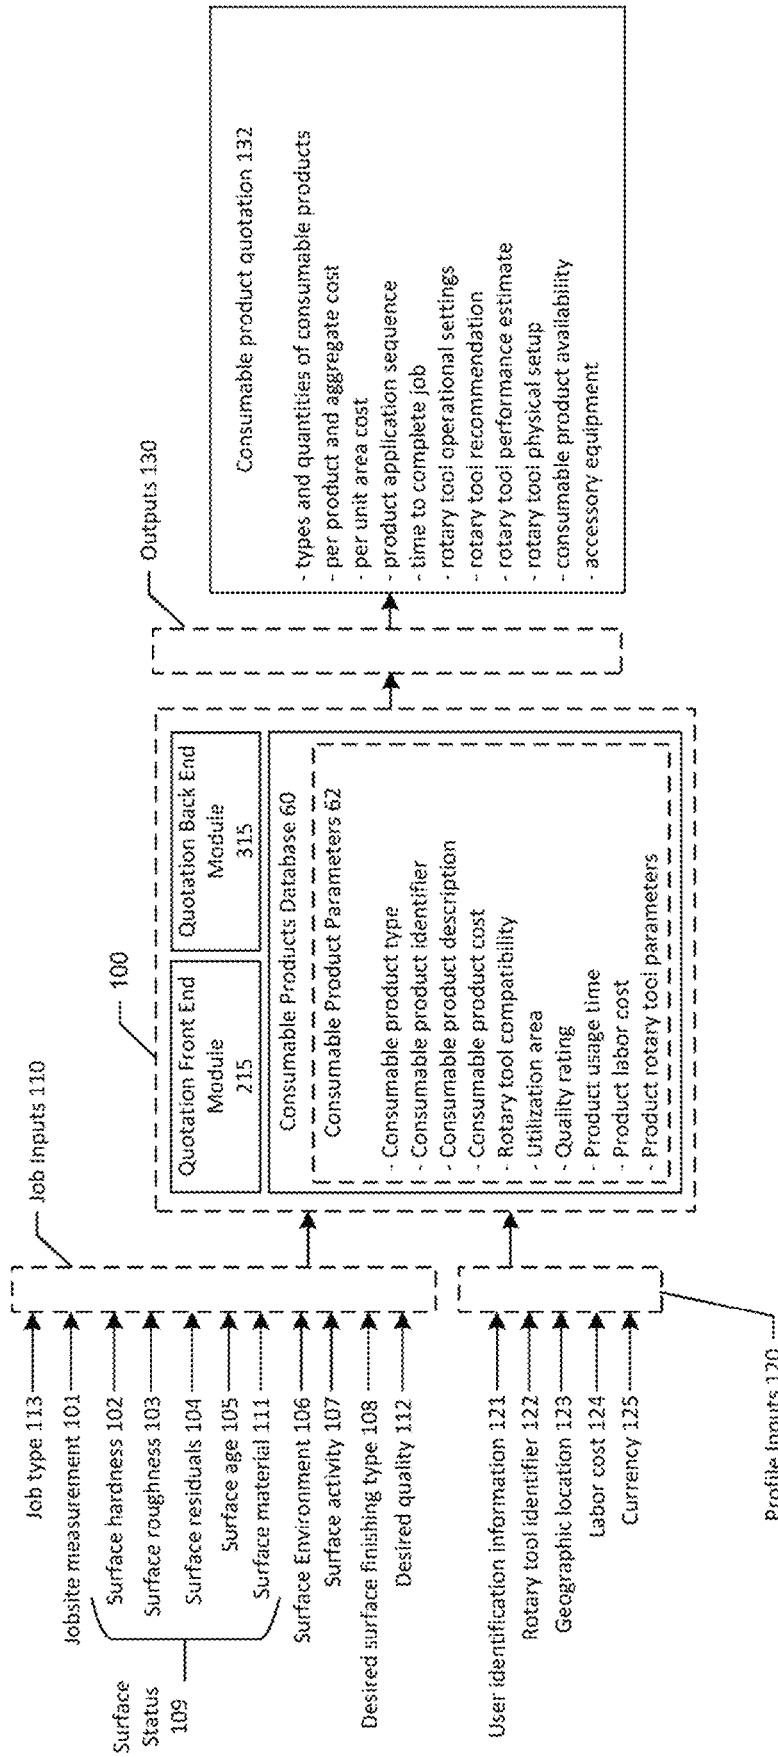 Job type 113
Jobsite measurement 101
Surface hardness 102
Surface roughness 103
Surface residuals 104
Surface age 105
Surface material 111
Surface
Status
109
Surface Environment 106
Surface activity 107
Desired surface finishing type 108
Desired quality 112
Job Inputs 110
User identification information 121
Rotary tool identifier 122
Geographic location 123
Labor cost 124
Currency 125
Profile Inputs 120
100
Quotation Front End
Module
215
Quotation Back End
Module
315
Consumable Products Database 60
Consumable Product Parameters 62
- Consumable product type
- Consumable product identifier
- Consumable product description
- Consumable product cost
- Rotary tool compatibility
- Utilization area
- Quality rating
- Product usage time
- Product labor cost
- Product rotary tool parameters
Outputs 130
Consumable product quotation 132
- types and quantities of consumable products
- per product and aggregate cost
- per unit area cost
- product application sequence
- time to complete job
- rotary tool operational settings
- rotary tool recommendation
- rotary tool performance estimate
- rotary tool physical setup
- consumable product availability
- accessory equipment